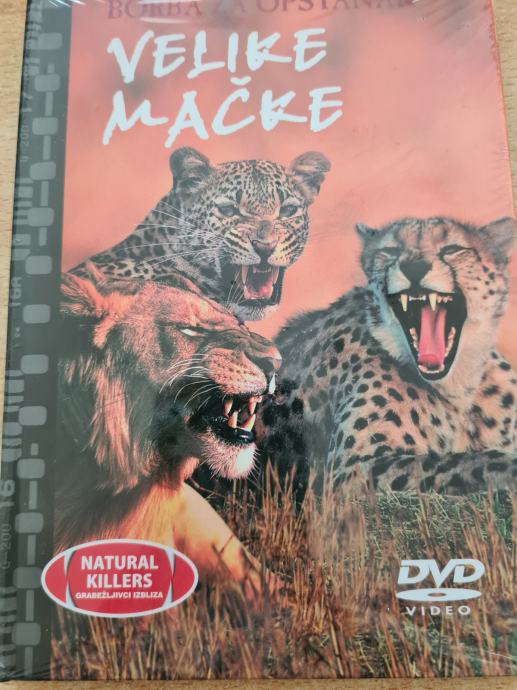 BORBA ZA OPSTANAK
VELIKE
MAČKE
NATURAL
KILLERS
GRABEŽLJIVCI IZBLIZA
DVD
VIDEO